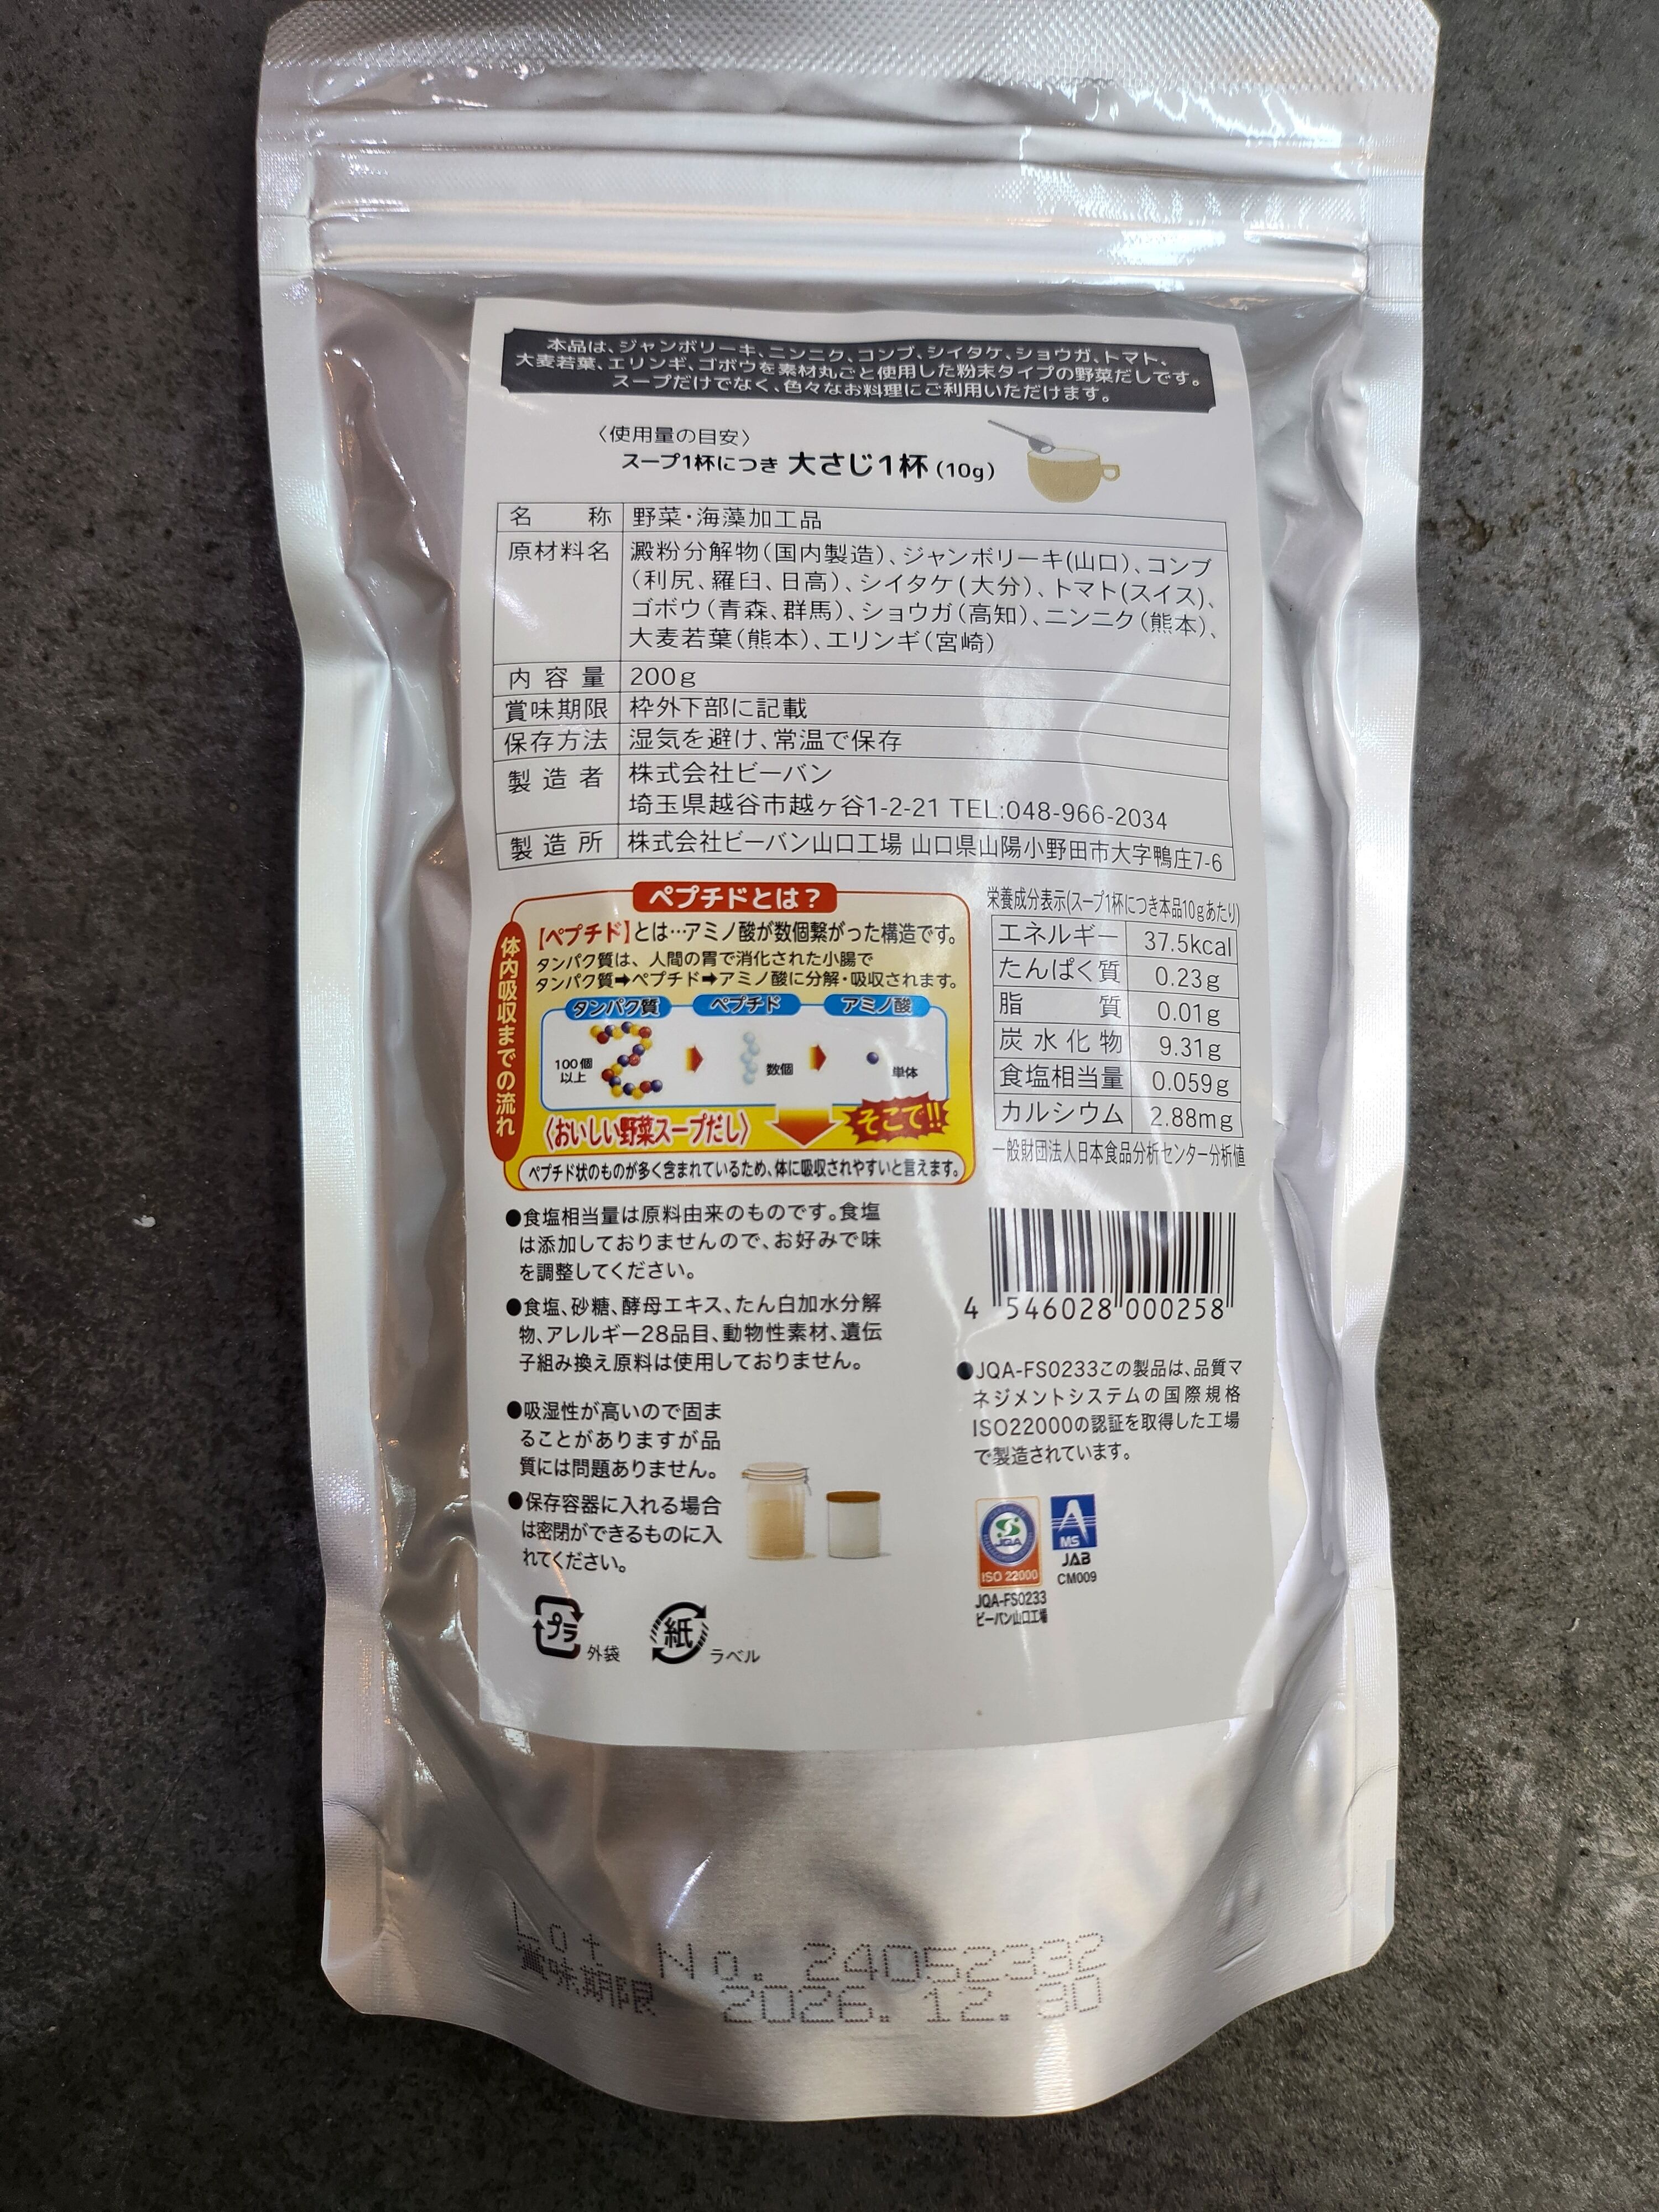 本品は、ジャンボリーキ、ニンニク、コンブ、シイタケ、ショウガ、トマト、
大麦若葉、エリンギ、ゴボウを素材丸ごと使用した粉末タイプの野菜だしです。
スープだけでなく、色々なお料理にご利用いただけます。
〈使用量の目安〉
スープ1杯につき 大さじ1杯(10g)
名称 野菜・海藻加工品
原材料名 澱粉分解物(国内製造)、ジャンボリーキ(山口)、コンブ
(利尻、羅臼、日高)、シイタケ(大分)、トマト(スイス)、
ゴボウ(青森、群馬)、ショウガ(高知)、ニンニク(熊本)、
大麦若葉(熊本)、エリンギ(宮崎)
内容量 200g
賞味期限 枠外下部に記載
保存方法 湿気を避け、常温で保存
製造者 株式会社ビーバン
埼玉県越谷市越ヶ谷1-2-21 TEL:048-966-2034
製造所 株式会社ビーバン山口工場 山口県山陽小野田市大字鴨庄7-6
ペプチドとは?
体内吸収までの流れ
【ペプチド】とは…アミノ酸が数個繋がった構造です。
タンパク質は、人間の胃で消化された小腸で
タンパク質➡ペプチド➡アミノ酸に分解・吸収されます。
タンパク質 ペプチド アミノ酸
100個
以上
数個
単体
〈おいしい野菜スープだし〉 そこで!!
ペプチド状のものが多く含まれているため、体に吸収されやすいと言えます。
栄養成分表示(スープ1杯につき本品10gあたり)
エネルギー 37.5kcal
たんぱく質 0.23g
脂質 0.01g
炭水化物 9.31g
食塩相当量 0.059g
カルシウム 2.88mg
一般財団法人日本食品分析センター分析値
●食塩相当量は原料由来のものです。食塩
は添加しておりませんので、お好みで味
を調整してください。
●食塩、砂糖、酵母エキス、たん白加水分解
物、アレルギー28品目、動物性素材、遺伝
子組み換え原料は使用しておりません。
●吸湿性が高いので固ま
ることがありますが品
質には問題ありません。
●保存容器に入れる場合
は密閉ができるものに入
れてください。
プラ 外袋
紙 ラベル
4 546028 000258
●JQA-FS0233この製品は、品質マ
ネジメントシステムの国際規格
ISO22000の認証を取得した工場
で製造されています。
JQA
ISO 22000
JQA-FS0233
ビーバン山口工場
MS
JAB
CM009
Lot No. 24052332
賞味期限 2026.12.30